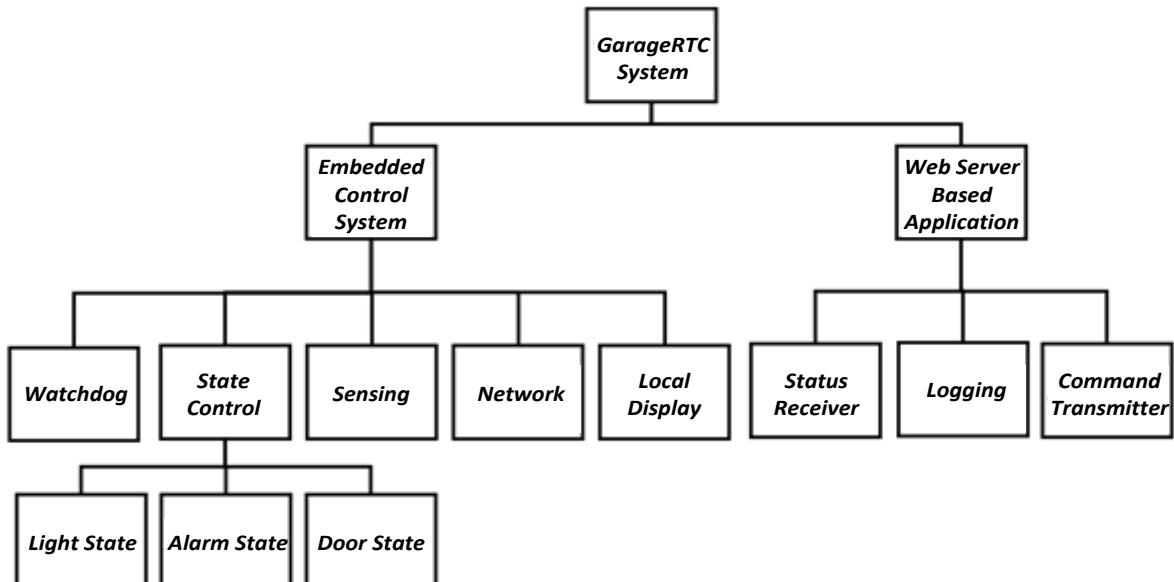 GarageRTC
System
Embedded
Control
System
Web Server
Based
Application
Watchdog
State
Control
Sensing
Network
Local
Display
Status
Receiver
Logging
Command
Transmitter
Light State
Alarm State
Door State